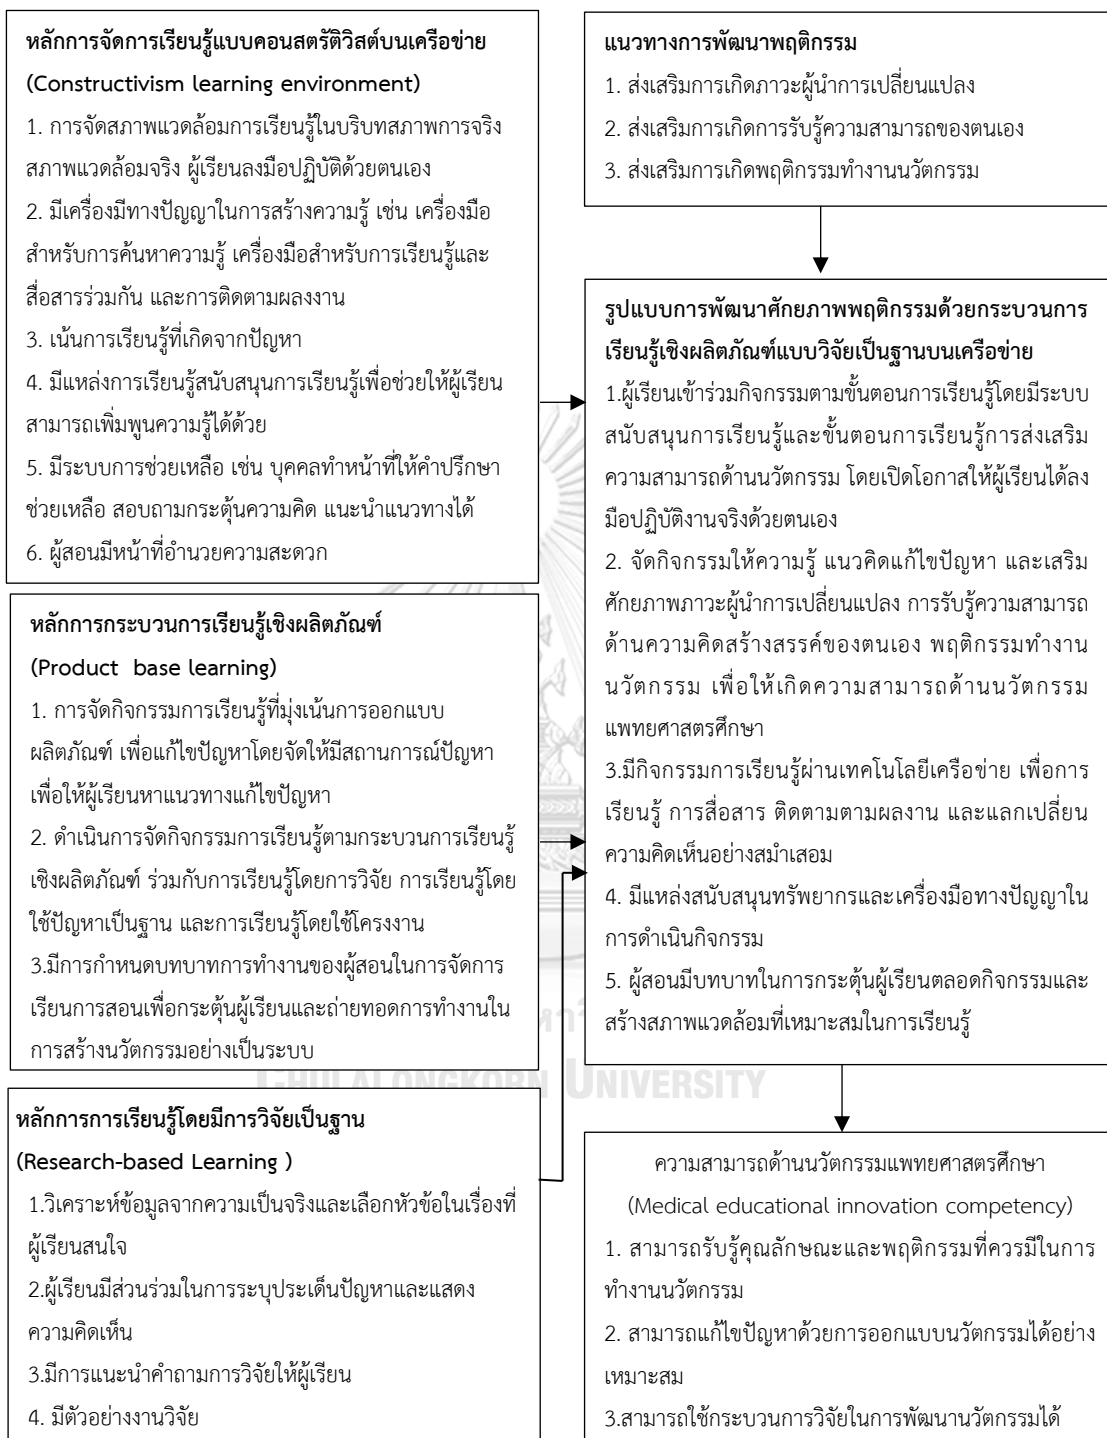 หลักการจัดการเรียนรู้แบบคอนสตรัติวิสต์บนเครือข่าย
(Constructivism learning environment)
1. การจัดสภาพแวดล้อมการเรียนรู้ในบริบทสภาพการจริง
สภาพแวดล้อมจริง ผู้เรียนลงมือปฏิบัติด้วยตนเอง
2. มีเครื่องมีทางปัญญาในการสร้างความรู้ เช่น เครื่องมือ
สำหรับการค้นหาความรู้ เครื่องมือสำหรับการเรียนรู้และ
สื่อสารร่วมกัน และการติดตามผลงาน
3. เน้นการเรียนรู้ที่เกิดจากปัญหา
4. มีแหล่งการเรียนรู้สนับสนุนการเรียนรู้เพื่อช่วยให้ผู้เรียน
สามารถเพิ่มพูนความรู้ได้ด้วย
5. มีระบบการช่วยเหลือ เช่น บุคคลทำหน้าที่ให้คำปรึกษา
ช่วยเหลือ สอบถามกระตุ้นความคิด แนะนำแนวทางได้
6. ผู้สอนมีหน้าที่อำนวยความสะดวก
หลักการกระบวนการเรียนรู้เชิงผลิตภัณฑ์
(Product base learning)
1. การจัดกิจกรรมการเรียนรู้ที่มุ่งเน้นการออกแบบ
ผลิตภัณฑ์ เพื่อแก้ไขปัญหาโดยจัดให้มีสถานการณ์ปัญหา
เพื่อให้ผู้เรียนหาแนวทางแก้ไขปัญหา
2. ดำเนินการจัดกิจกรรมการเรียนรู้ตามกระบวนการเรียนรู้
เชิงผลิตภัณฑ์ ร่วมกับการเรียนรู้โดยการวิจัย การเรียนรู้โดย
ใช้ปัญหาเป็นฐาน และการเรียนรู้โดยใช้โครงงาน
3.มีการกำหนดบทบาทการทำงานของผู้สอนในการจัดการ
เรียนการสอนเพื่อกระตุ้นผู้เรียนและถ่ายทอดการทำงานใน
การสร้างนวัตกรรมอย่างเป็นระบบ
หลักการการเรียนรู้โดยมีการวิจัยเป็นฐาน
(Research-based Learning )
1.วิเคราะห์ข้อมูลจากความเป็นจริงและเลือกหัวข้อในเรื่องที่
ผู้เรียนสนใจ
2.ผู้เรียนมีส่วนร่วมในการระบุประเด็นปัญหาและแสดง
ความคิดเห็น
3.มีการแนะนำคำถามการวิจัยให้ผู้เรียน
4. มีตัวอย่างงานวิจัย
แนวทางการพัฒนาพฤติกรรม
1. ส่งเสริมการเกิดภาวะผู้นำการเปลี่ยนแปลง
2. ส่งเสริมการเกิดการรับรู้ความสามารถของตนเอง
3. ส่งเสริมการเกิดพฤติกรรมทำงานนวัตกรรม
รูปแบบการพัฒนาศักยภาพพฤติกรรมด้วยกระบวนการ
เรียนรู้เชิงผลิตภัณฑ์แบบวิจัยเป็นฐานบนเครือข่าย
1.ผู้เรียนเข้าร่วมกิจกรรมตามขั้นตอนการเรียนรู้โดยมีระบบ
สนับสนุนการเรียนรู้และขั้นตอนการเรียนรู้การส่งเสริม
ความสามารถด้านนวัตกรรม โดยเปิดโอกาสให้ผู้เรียนได้ลง
มือปฏิบัติงานจริงด้วยตนเอง
2. จัดกิจกรรมให้ความรู้ แนวคิดแก้ไขปัญหา และเสริม
ศักยภาพภาวะผู้นำการเปลี่ยนแปลง การรับรู้ความสามารถ
ด้านความคิดสร้างสรรค์ของตนเอง พฤติกรรมทำงาน
นวัตกรรม เพื่อให้เกิดความสามารถด้านนวัตกรรม
แพทยศาสตรศึกษา
3.มีกิจกรรมการเรียนรู้ผ่านเทคโนโลยีเครือข่าย เพื่อการ
เรียนรู้ การสื่อสาร ติดตามตามผลงาน และแลกเปลี่ยน
ความคิดเห็นอย่างสมำเสอม
4. มีแหล่งสนับสนุนทรัพยากรและเครื่องมือทางปัญญาใน
การดำเนินกิจกรรม
5. ผู้สอนมีบทบาทในการกระตุ้นผู้เรียนตลอดกิจกรรมและ
สร้างสภาพแวดล้อมที่เหมาะสมในการเรียนรู้
CHULALONGKORN UNIVERSITY
ความสามารถด้านนวัตกรรมแพทยศาสตรศึกษา
(Medical educational innovation competency)
1. สามารถรับรู้คุณลักษณะและพฤติกรรมที่ควรมีในการ
ทำงานนวัตกรรม
2. สามารถแก้ไขปัญหาด้วยการออกแบบนวัตกรรมได้อย่าง
เหมาะสม
3.สามารถใช้กระบวนการวิจัยในการพัฒนานวัตกรรมได้